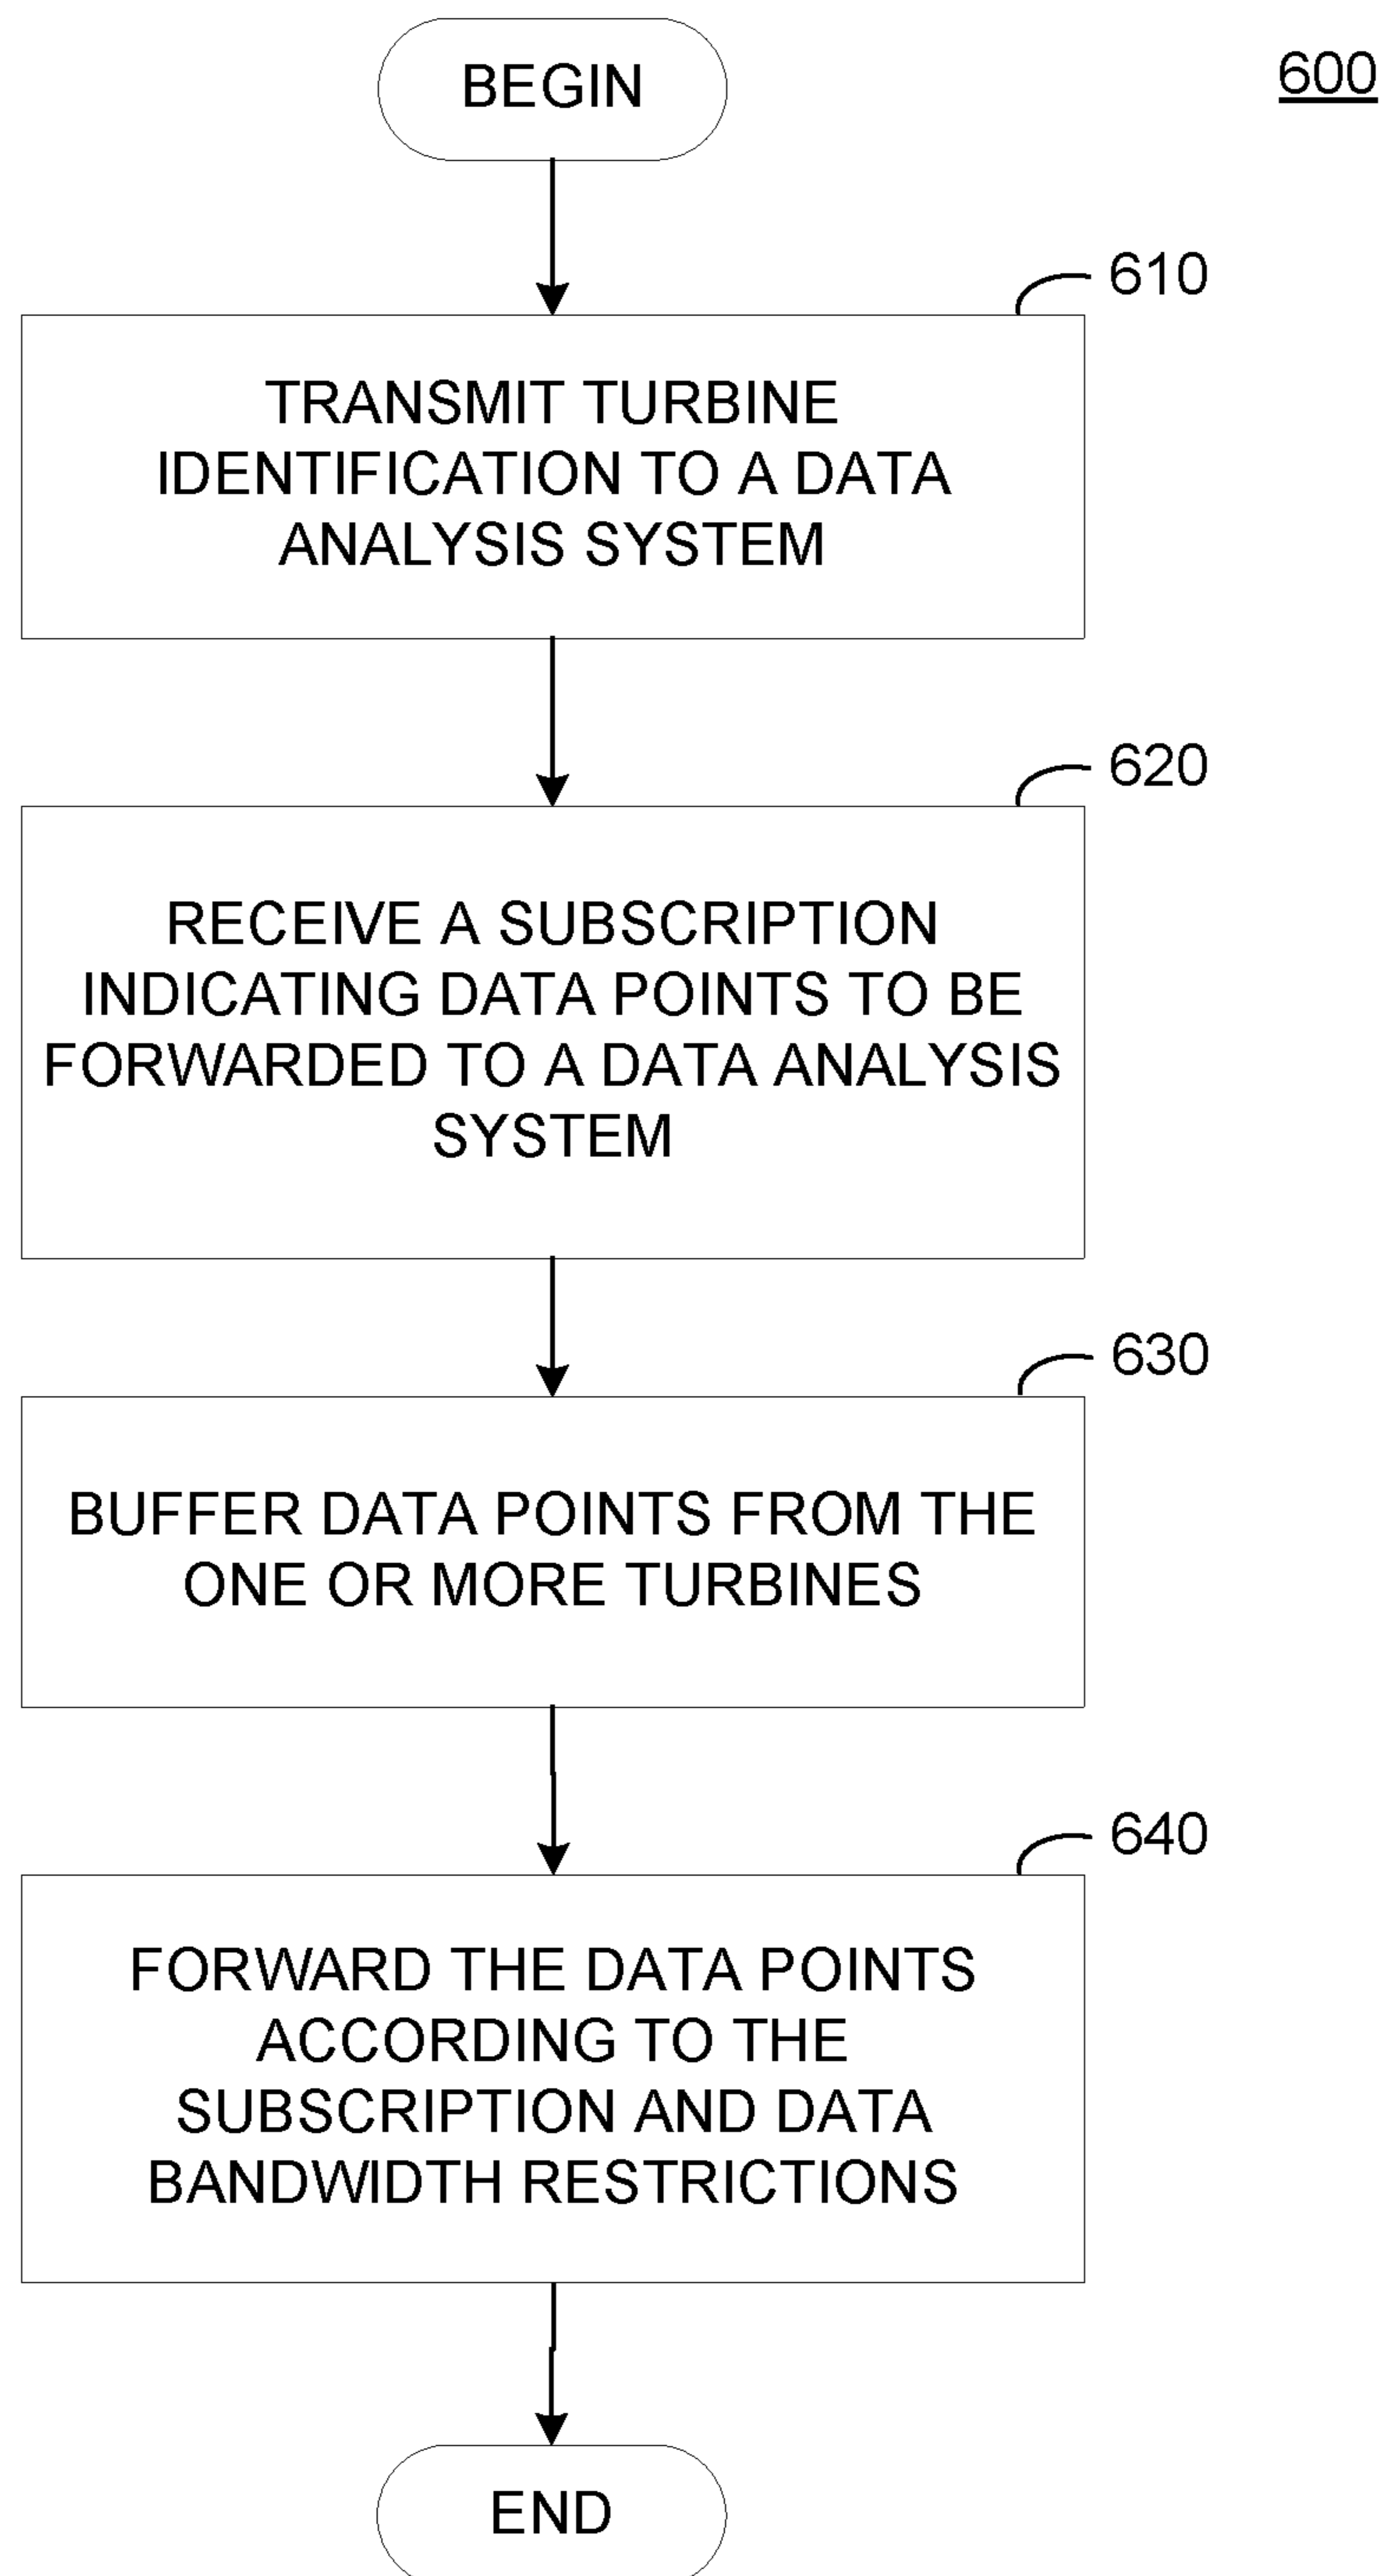 BEGIN
600
610
TRANSMIT TURBINE
IDENTIFICATION TO A DATA
ANALYSIS SYSTEM
620
RECEIVE A SUBSCRIPTION
INDICATING DATA POINTS TO BE
FORWARDED TO A DATA ANALYSIS
SYSTEM
630
BUFFER DATA POINTS FROM THE
ONE OR MORE TURBINES
640
FORWARD THE DATA POINTS
ACCORDING TO THE
SUBSCRIPTION AND DATA
BANDWIDTH RESTRICTIONS
END